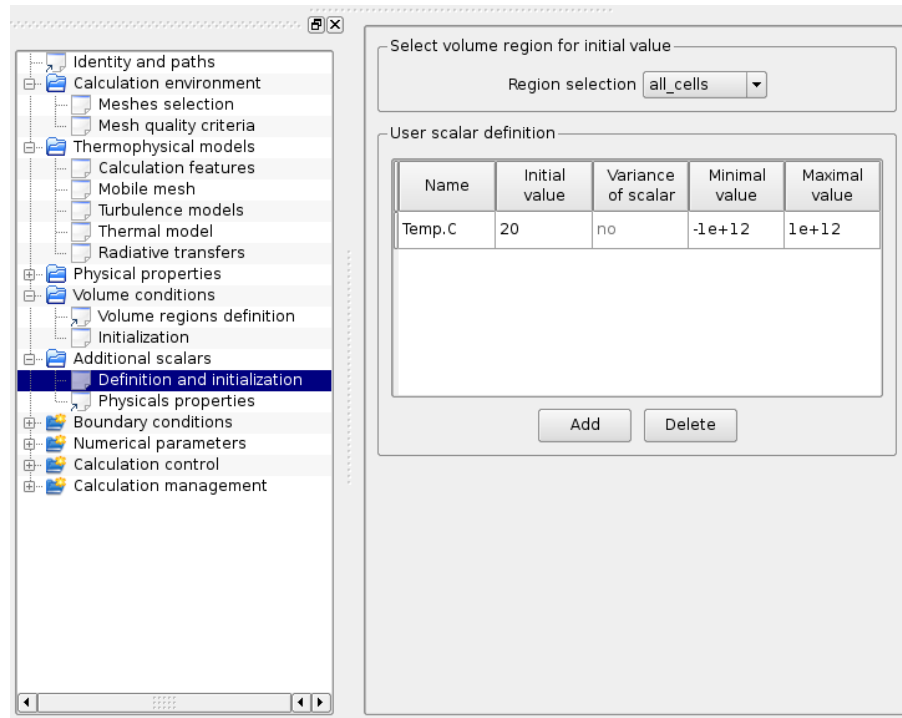 Identity and paths
Calculation environment
Meshes selection
Mesh quality criteria
Thermophysical models
Calculation features
Mobile mesh
Turbulence models
Thermal model
Radiative transfers
Physical properties
Volume conditions
Volume regions definition
Initialization
Additional scalars
Definition and initialization
Physicals properties
Boundary conditions
Numerical parameters
Calculation control
Calculation management
Select volume region for initial value
Region selection all_cells
User scalar definition
Name Initial value Variance of scalar Minimal value Maximal value
Temp.C 20 no -1e+12 1e+12
Add Delete